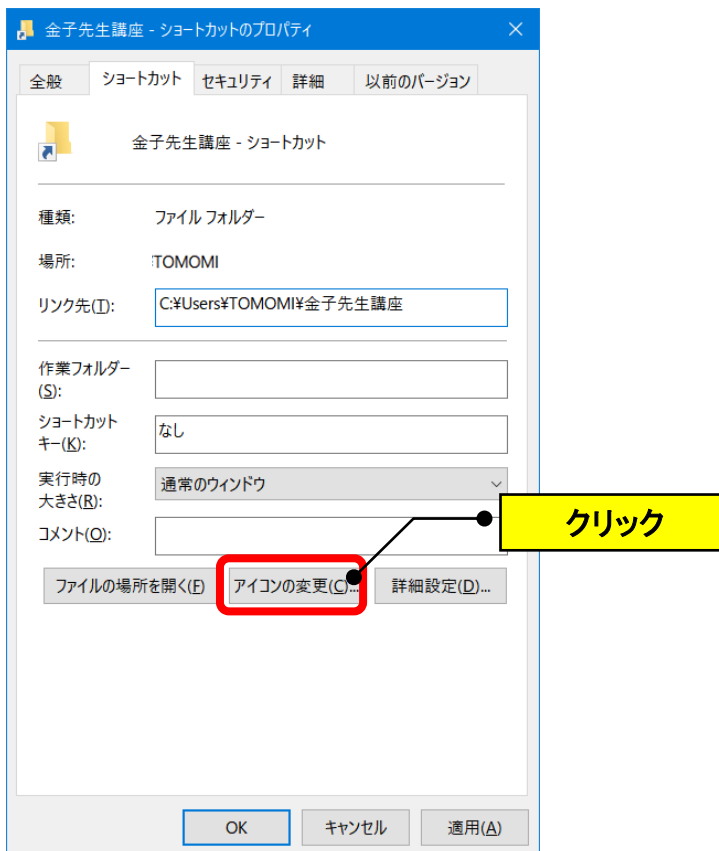 金子先生講座 - ショートカットのプロパティ
全般 ショートカット セキュリティ 詳細 以前のバージョン
金子先生講座 - ショートカット
種類: ファイル フォルダー
場所: TOMOMI
リンク先(T): C:¥Users¥TOMOMI¥金子先生講座
作業フォルダー
(S):
ショートカット
キー(K): なし
実行時の
大きさ(R): 通常のウィンドウ
クリック
コメント(O):
ファイルの場所を開く(F) アイコンの変更(C)... 詳細設定(D)...
OK キャンセル 適用(A)